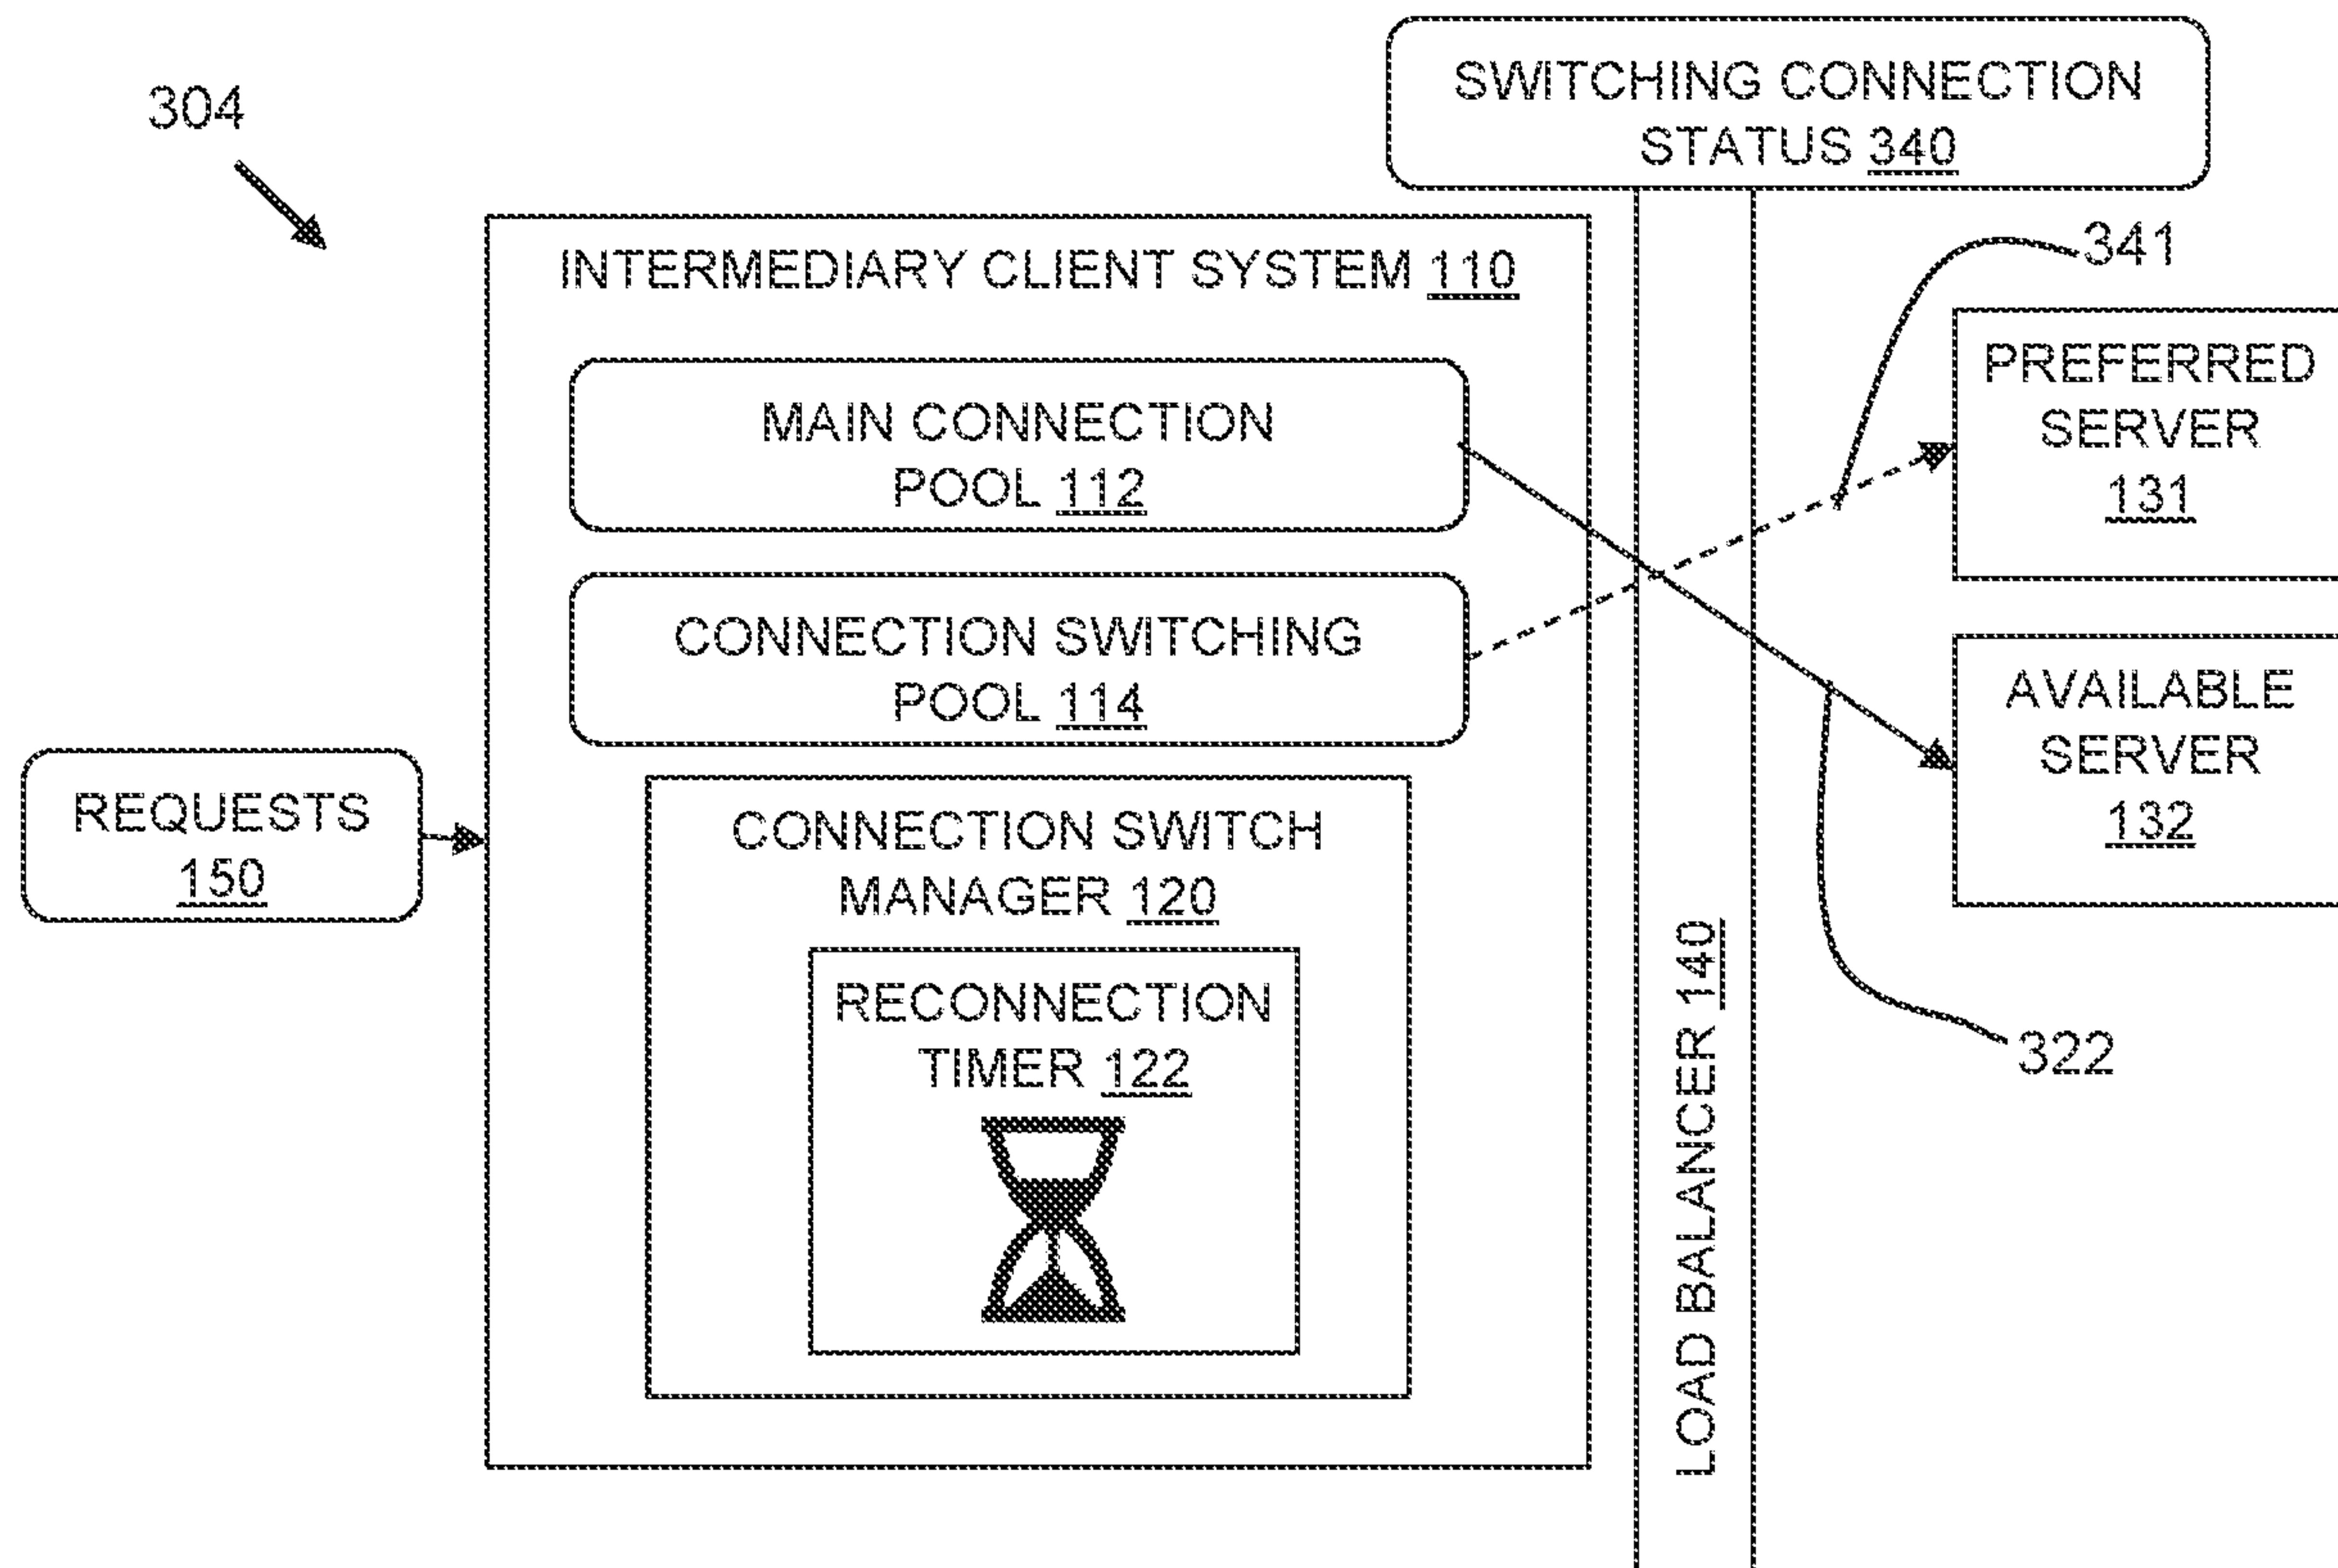 304
SWITCHING CONNECTION
STATUS 340
INTERMEDIARY CLIENT SYSTEM 110
341
MAIN CONNECTION
POOL 112
PREFERRED
SERVER
131
CONNECTION SWITCHING
POOL 114
AVAILABLE
SERVER
132
REQUESTS
150
CONNECTION SWITCH
MANAGER 120
RECONNECTION
TIMER 122
LOAD BALANCER 140
322